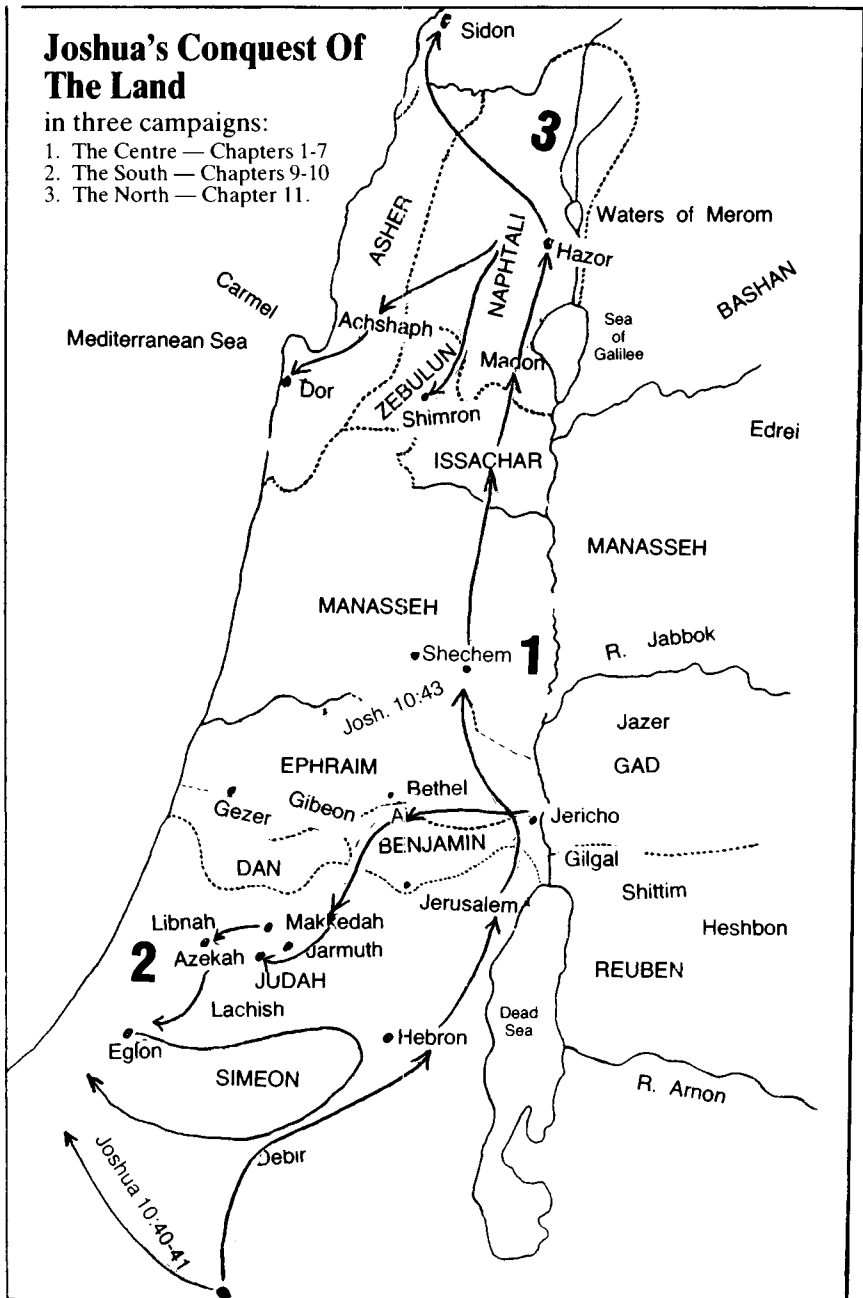 Joshua's Conquest Of
The Land
in three campaigns:
1. The Centre — Chapters 1-7
2. The South — Chapters 9-10
3. The North — Chapter 11.
Sidon
3
Waters of Merom
ASHER
NAPHTALI
Hazor
BASHAN
Carmel
Mediterranean Sea
Achshaph
Sea
of
Galilee
Madon
ZEBULUN
Dor
Shimron
Edrei
ISSACHAR
MANASSEH
MANASSEH
Shechem
1
R. Jabbok
Josh. 10:43
Jazer
EPHRAIM
GAD
Bethel
Gezer
Gibeon
Jericho
BENJAMIN
Gilgal
DAN
Shittim
Jerusalem
Heshbon
Libnah
Makkedah
2
Azekah
Jarmuth
JUDAH
REUBEN
Lachish
Dead
Sea
Hebron
Eglon
SIMEON
R. Arnon
Debir
Joshua 10:40-41